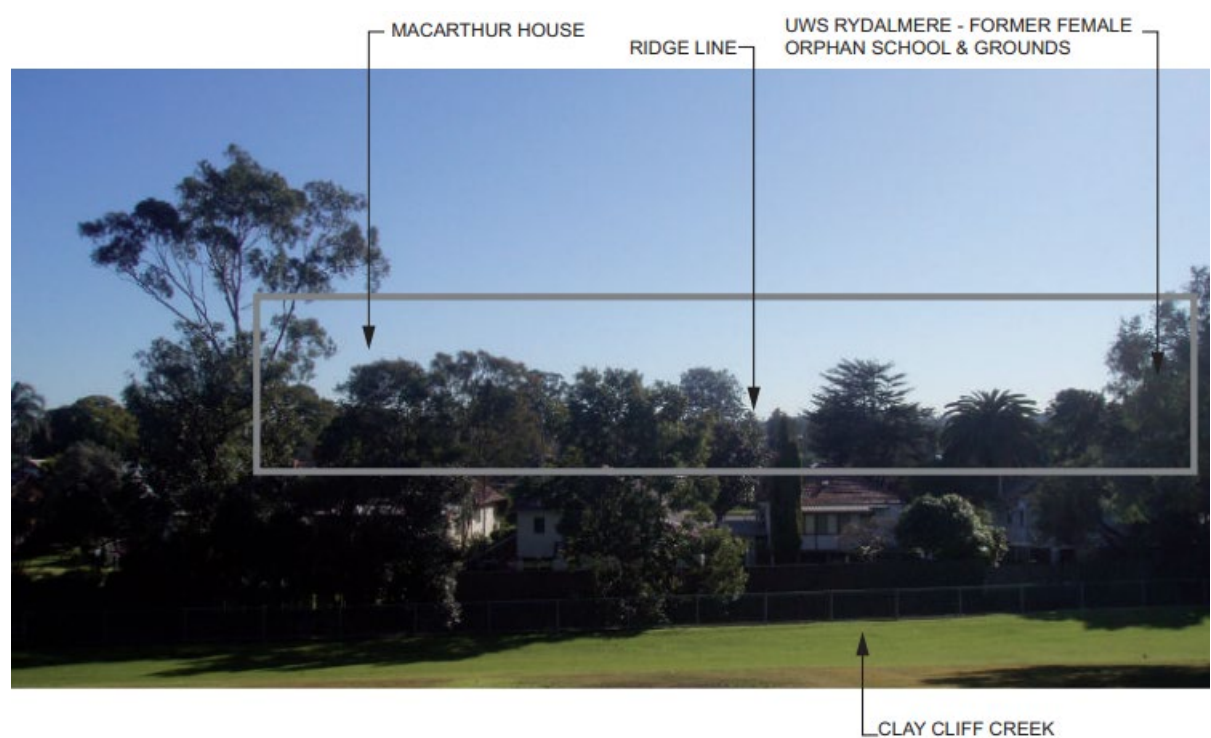 MACARTHUR HOUSE
RIDGE LINE
UWS RYDALMERE - FORMER FEMALE
ORPHAN SCHOOL & GROUNDS
CLAY CLIFF CREEK